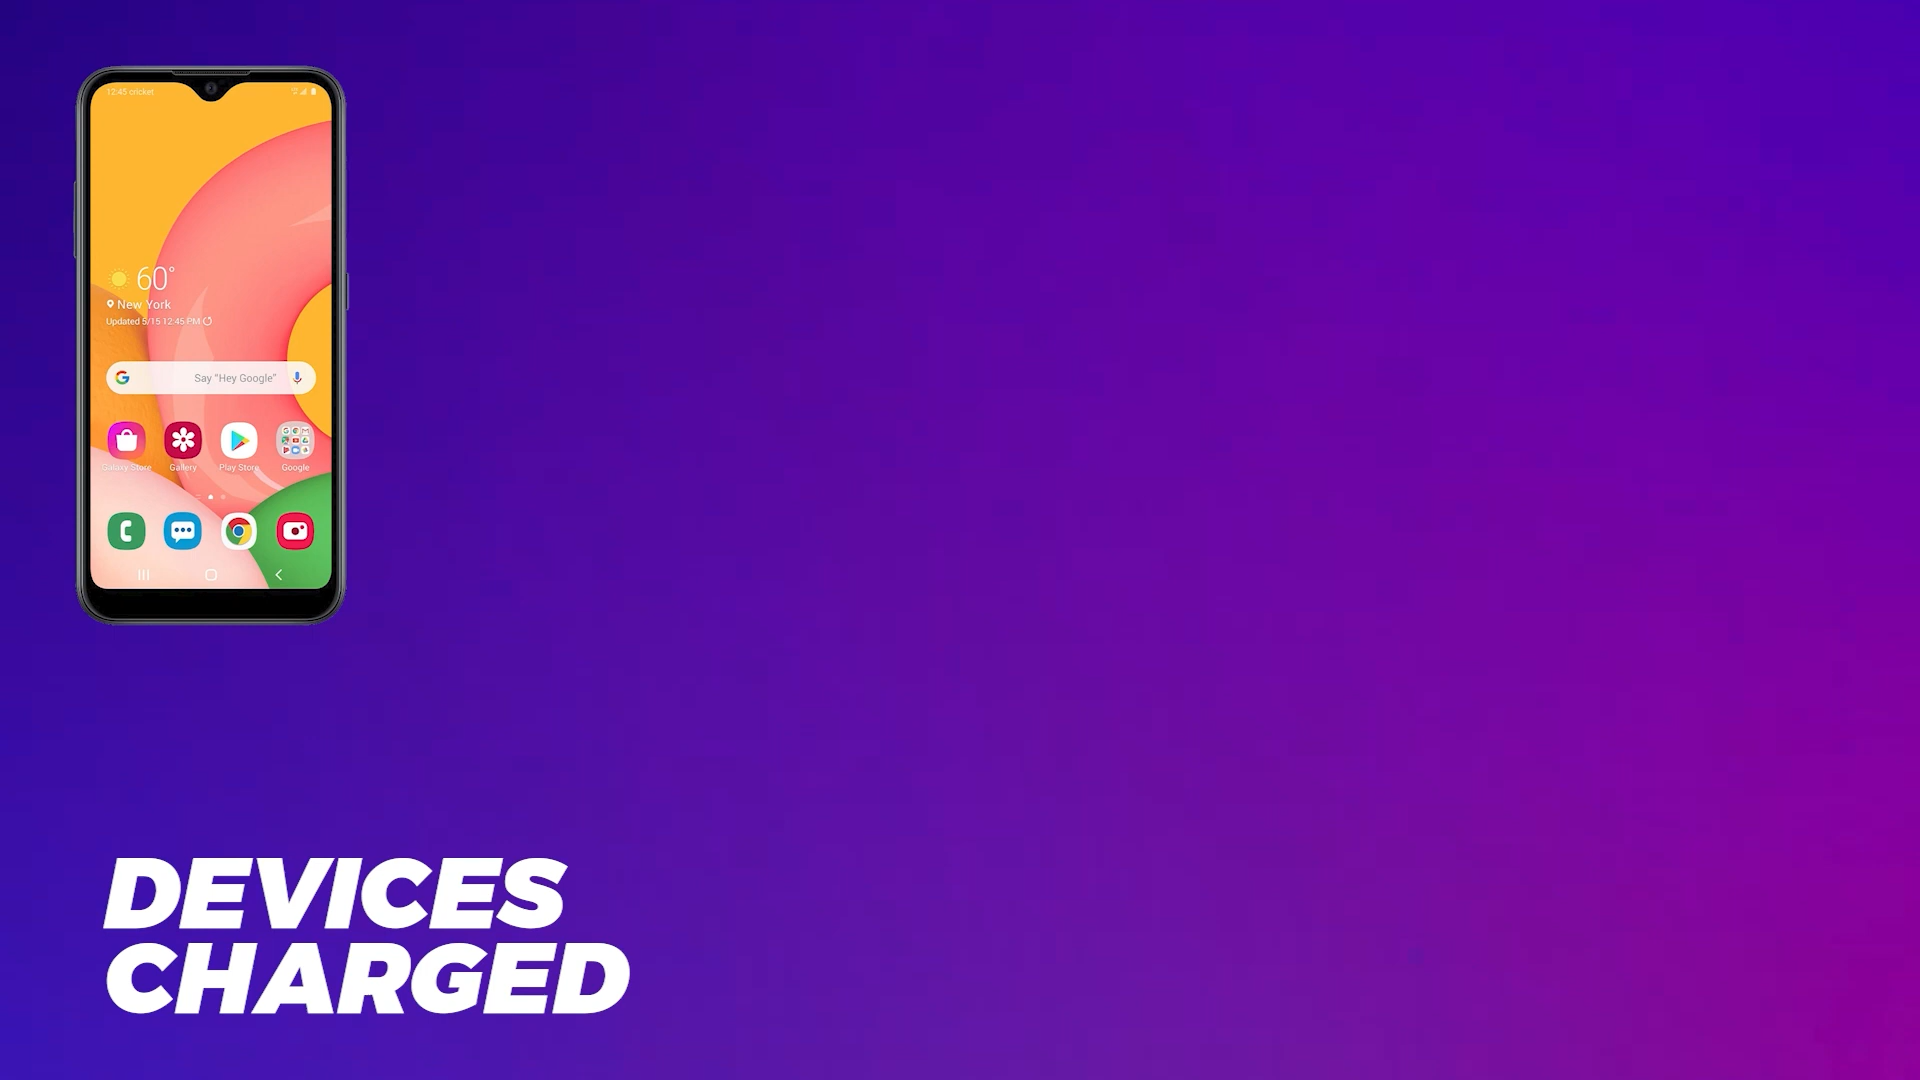 12:45 cricket
60°
New York
Updated 5/15 12:45 PM
Say "Hey Google"
Galaxy Store Gallery Play Store Google
DEVICES
CHARGED